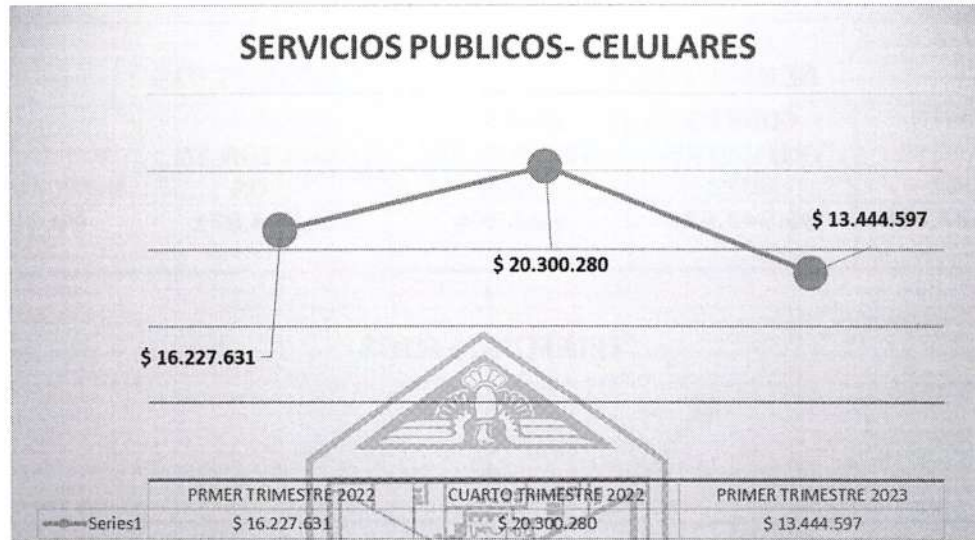 SERVICIOS PUBLICOS- CELULARES
$ 13.444.597
$ 20.300.280
$ 16.227.631
PRMER TRIMESTRE 2022 CUARTO TRIMESTRE 2022 PRIMER TRIMESTRE 2023
Series1 $ 16.227.631 $ 20.300.280 $ 13.444.597